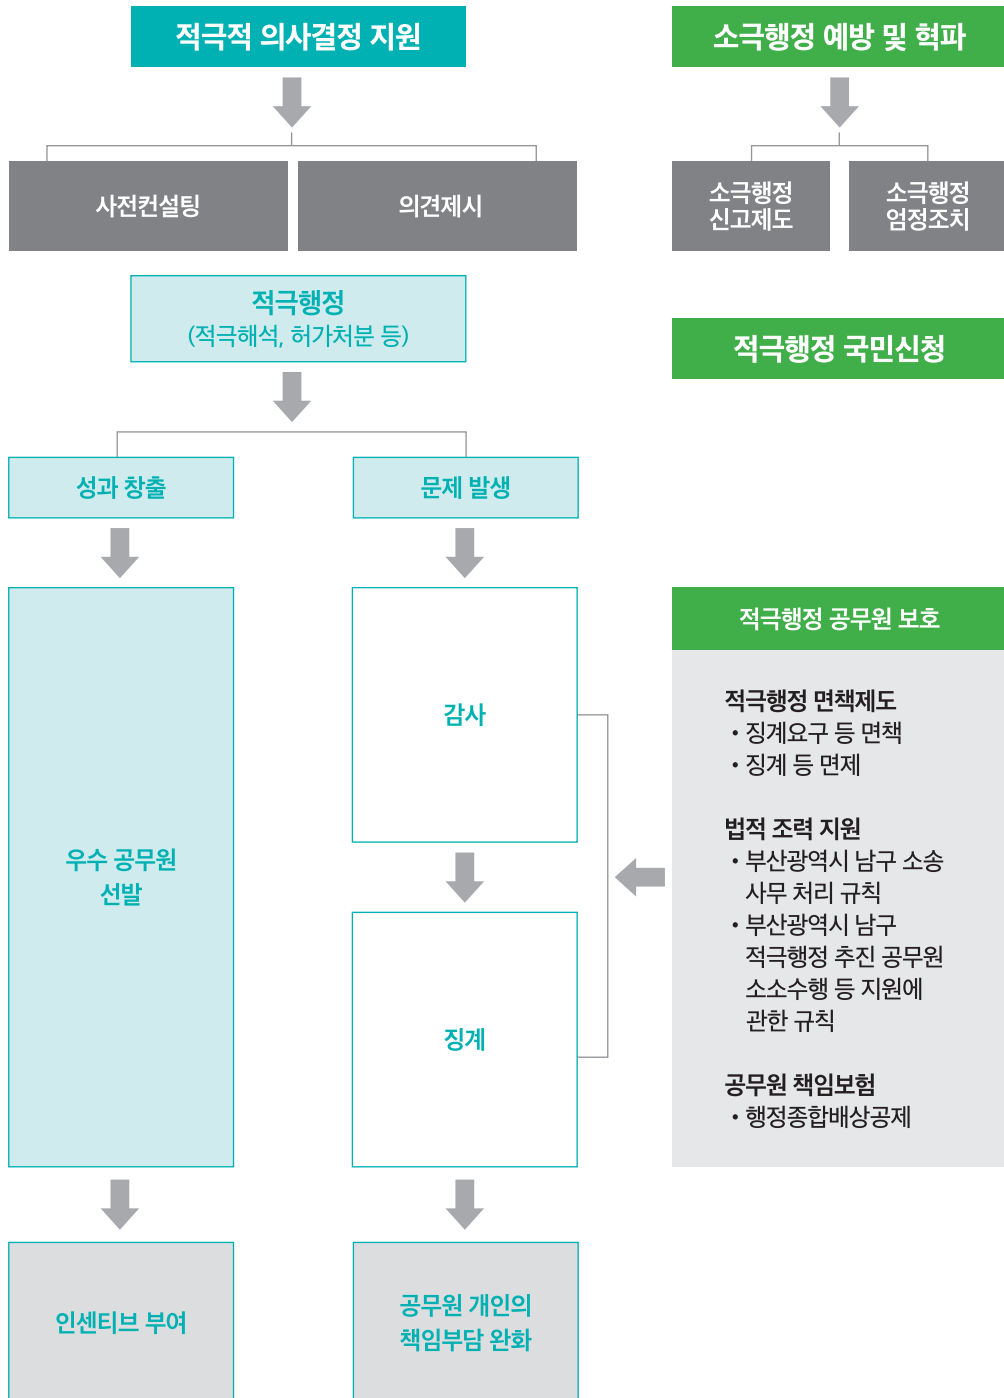 적극적 의사결정 지원
소극행정 예방 및 혁파
사전컨설팅
의견제시
소극행정
신고제도
소극행정
엄정조치
적극행정
(적극해석, 허가처분 등)
적극행정 국민신청
성과 창출
문제 발생
우수 공무원
선발
감사
징계
적극행정 공무원 보호
적극행정 면책제도
• 징계요구 등 면책
• 징계 등 면제
법적 조력 지원
• 부산광역시 남구 소송
사무 처리 규칙
• 부산광역시 남구
적극행정 추진 공무원
소소수행 등 지원에
관한 규칙
공무원 책임보험
• 행정종합배상공제
인센티브 부여
공무원 개인의
책임부담 완화